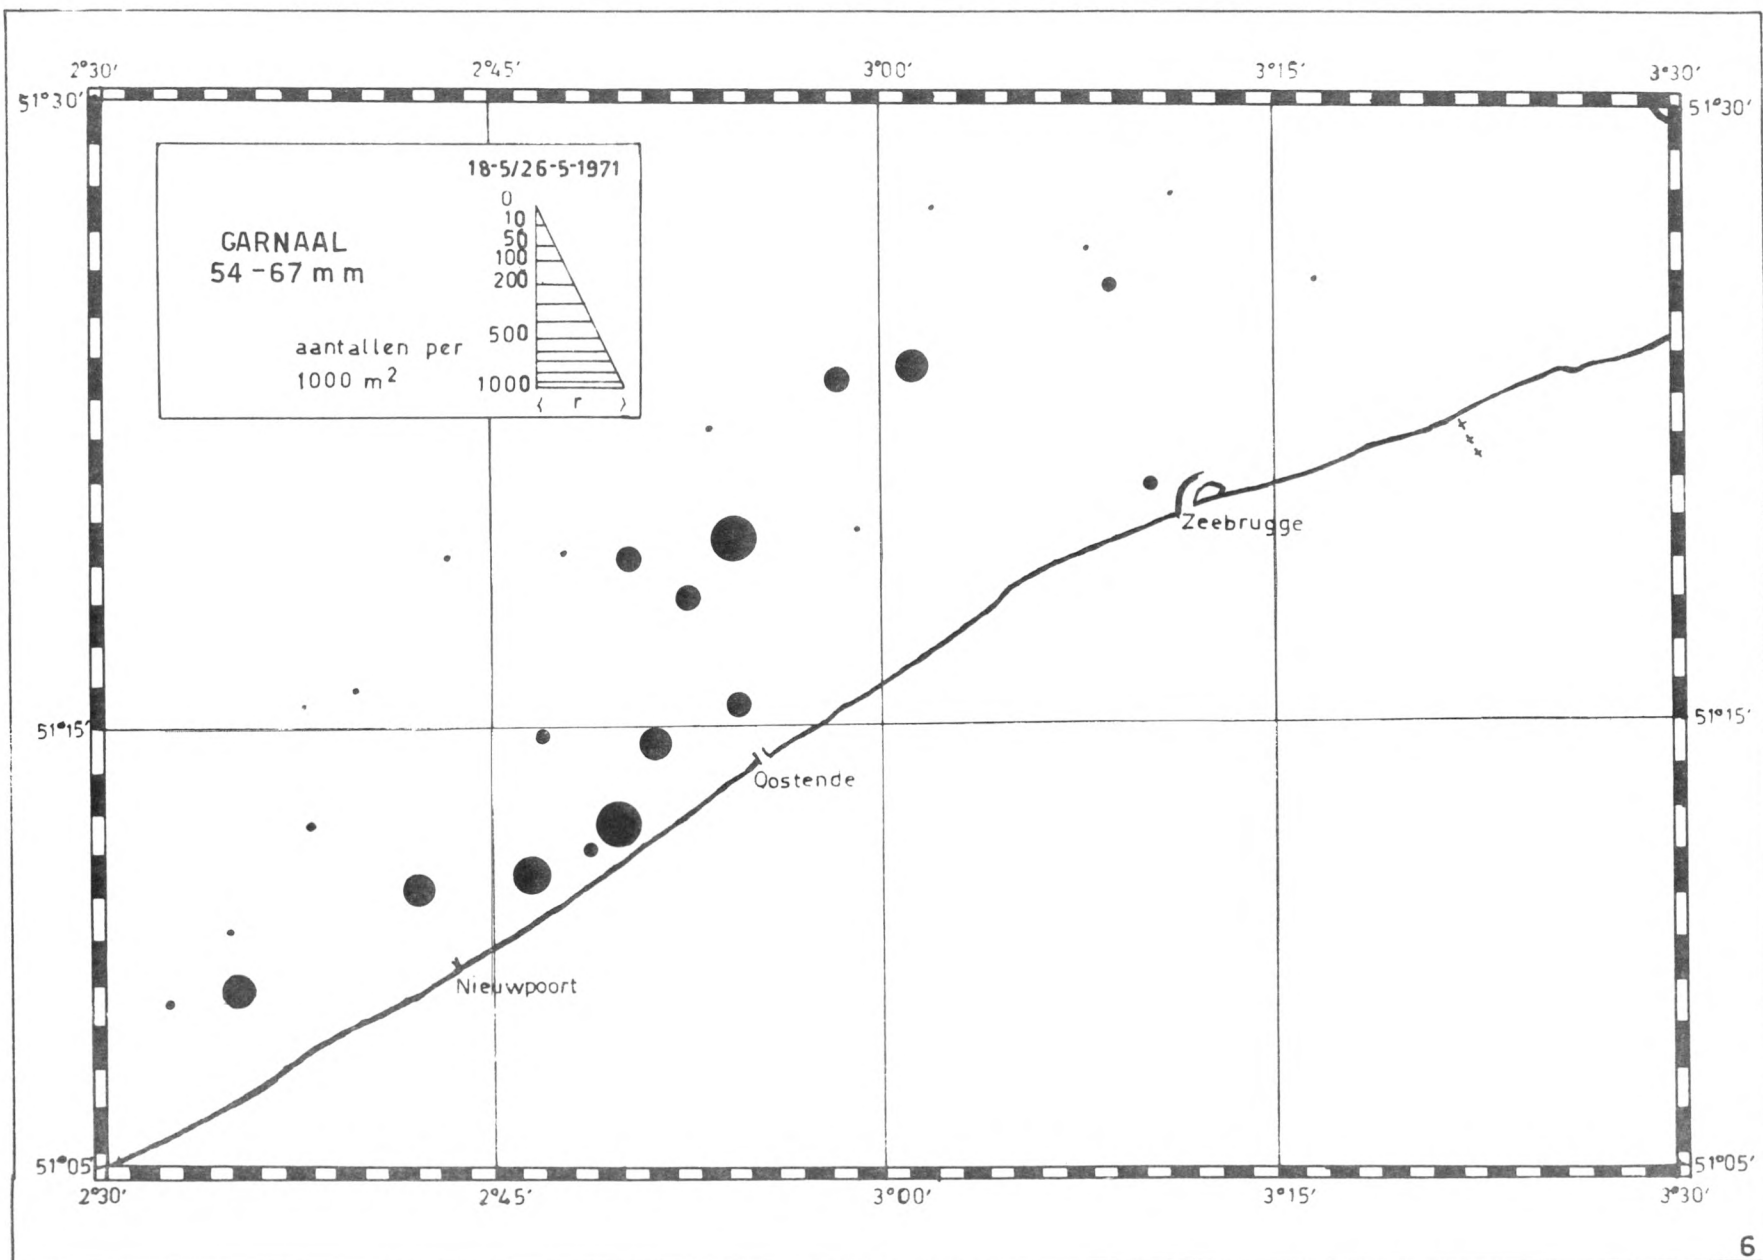 2°30′ 2°45′ 3°00′ 3°15′ 3°30′
51°30′ 51°30′
18-5/26-5-1971
0
10
GARNAAL 50
100
54-67 mm 200
500
aantallen per
1000 m² 1000
< r >
Zeebrugge
51°15′ 51°15′
Oostende
Nieuwpoort
51°05′ 51°05′
2°30′ 2°45′ 3°00′ 3°15′ 3°30′
6